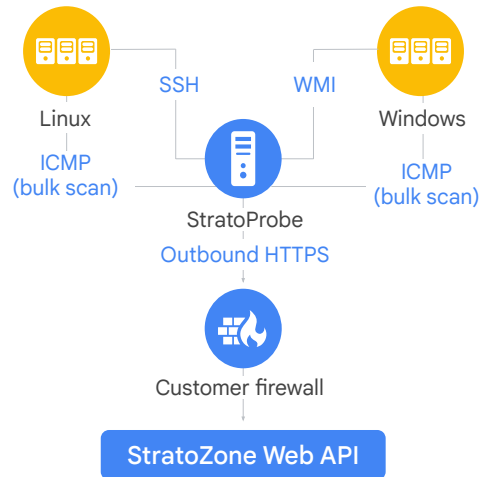 SSH
WMI
Linux
Windows
ICMP
(bulk scan)
ICMP
(bulk scan)
StratoProbe
Outbound HTTPS
Customer firewall
StratoZone Web API